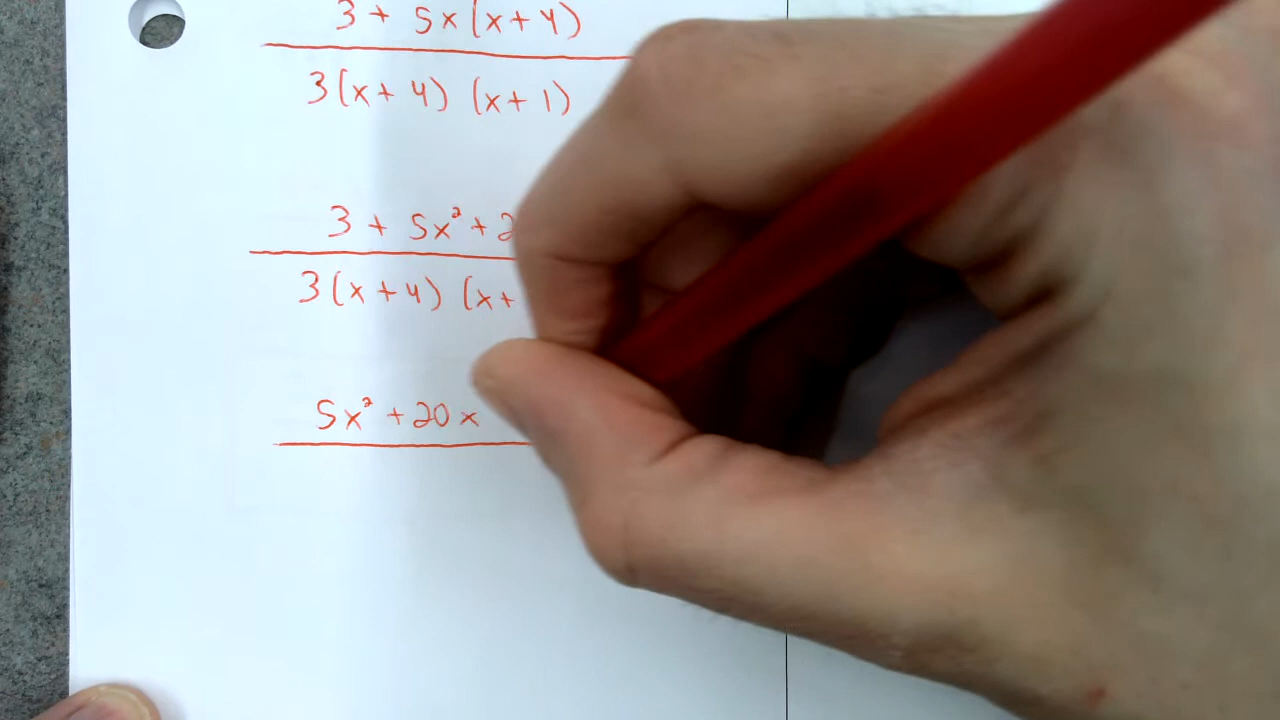 3 + 5x(x+4)
3(x+4) (x+1)
3 + 5x² + 2
3(x+4) (x+
5x² + 20x